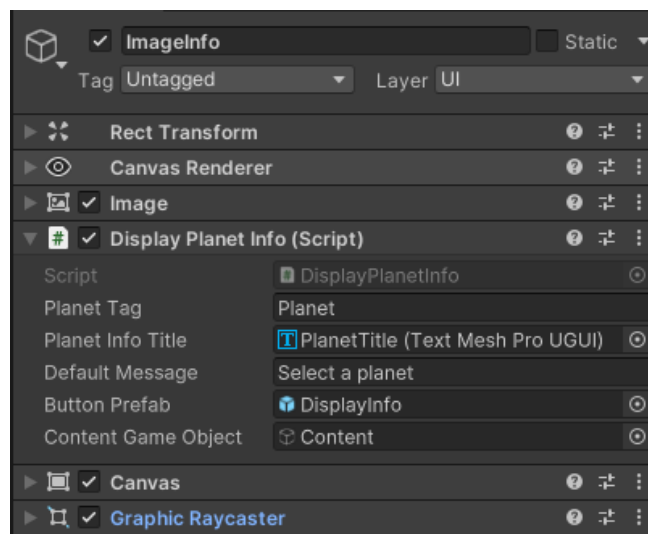 ImageInfo Static
Tag Untagged Layer UI
Rect Transform
Canvas Renderer
Image
# Display Planet Info (Script)
Script DisplayPlanetInfo
Planet Tag Planet
Planet Info Title PlanetTitle (Text Mesh Pro UGUI)
Default Message Select a planet
Button Prefab DisplayInfo
Content Game Object Content
Canvas
Graphic Raycaster